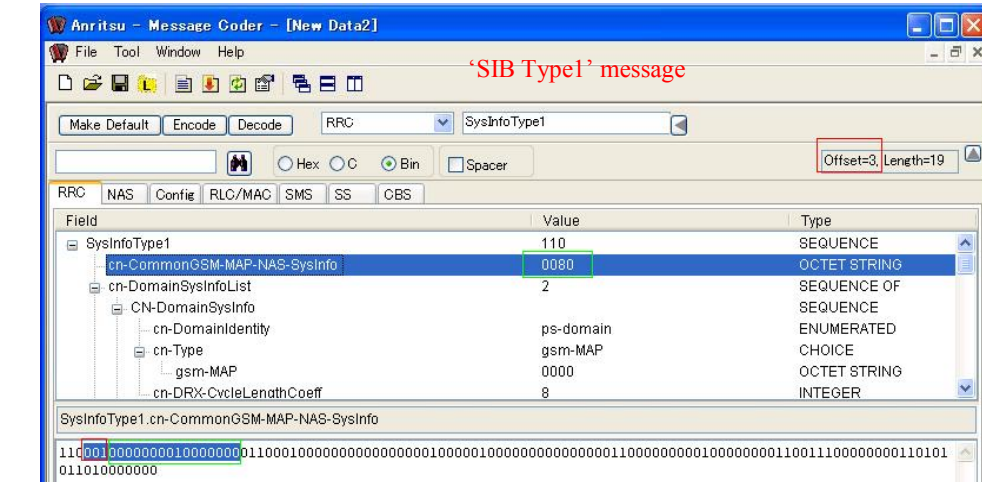 Anritsu - Message Coder - [New Data2]
File Tool Window Help
'SIB Type1' message
Make Default Encode Decode RRC SysInfoType1
Hex C Bin Spacer Offset=3, Length=19
RRC NAS Config RLC/MAC SMS SS CBS
Field Value Type
SysInfoType1 110 SEQUENCE
cn-CommonGSM-MAP-NAS-SysInfo 0080 OCTET STRING
cn-DomainSysInfoList 2 SEQUENCE OF
CN-DomainSysInfo SEQUENCE
cn-DomainIdentity ps-domain ENUMERATED
cn-Type gsm-MAP CHOICE
gsm-MAP 0000 OCTET STRING
cn-DRX-CycleLengthCoeff 8 INTEGER
SysInfoType1.cn-CommonGSM-MAP-NAS-SysInfo
011010000000